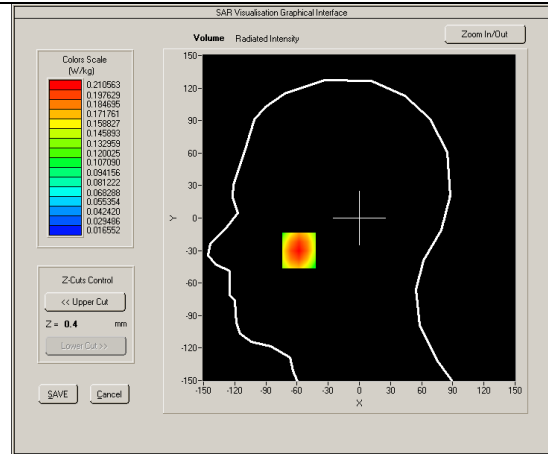 SAR Visualisation Graphical Interface
Volume Radiated Intensity
Zoom In/Out
Colors Scale
(W/kg)
0.210563
0.197629
0.184695
0.171761
0.158827
0.145893
0.132959
0.120025
0.107090
0.094156
0.081222
0.068288
0.055354
0.042420
0.029486
0.016552
Z-Cuts Control
<< Upper Cut
Z = 0.4 mm
Lower Cut >>
SAVE Cancel
150
120
90
60
30
0
-30
-60
-90
-120
-150
Y
-150 -120 -90 -60 -30 0 30 60 90 120 150
X